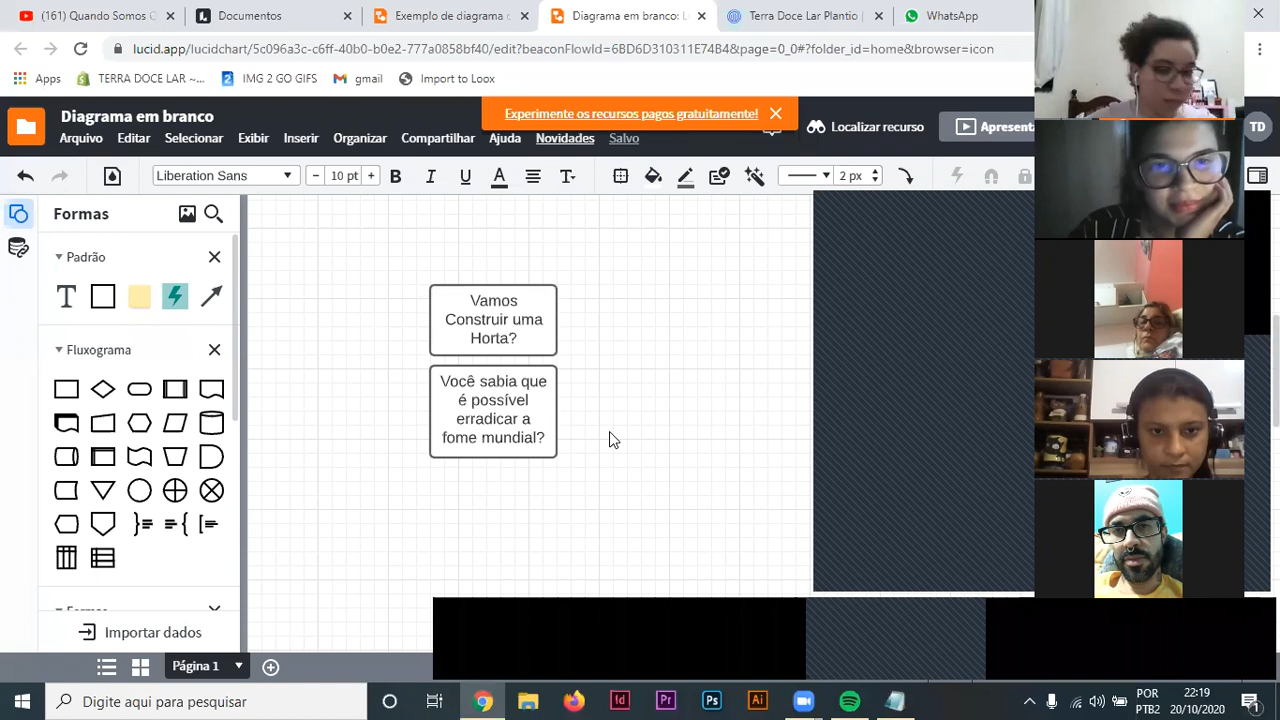 (161) Quando Somos C
Documentos
Exemplo de diagrama
Diagrama em branco: L
Terra Doce Lar Plantio
WhatsApp
lucid.app/lucidchart/5c096a3c-c6ff-40b0-b0e2-777a0858bf40/edit?beaconFlowId=6BD6D310311E74B4&page=0_0#?folder_id=home&browser=icon
Apps
TERRA DOCE LAR ~...
IMG 2 GO GIFS
gmail
Import to Loox
Diagrama em branco
Experimente os recursos pagos gratuitamente!
Localizar recurso
Apresenta
TD
Arquivo Editar Selecionar Exibir Inserir Organizar Compartilhar Ajuda Novidades Salvo
Liberation Sans
10 pt
2 px
Formas
Padrão
Fluxograma
Formas
Importar dados
Vamos
Construir uma
Horta?
Você sabia que
é possível
erradicar a
fome mundial?
Página 1
Digite aqui para pesquisar
POR
PTB2
22:19
20/10/2020